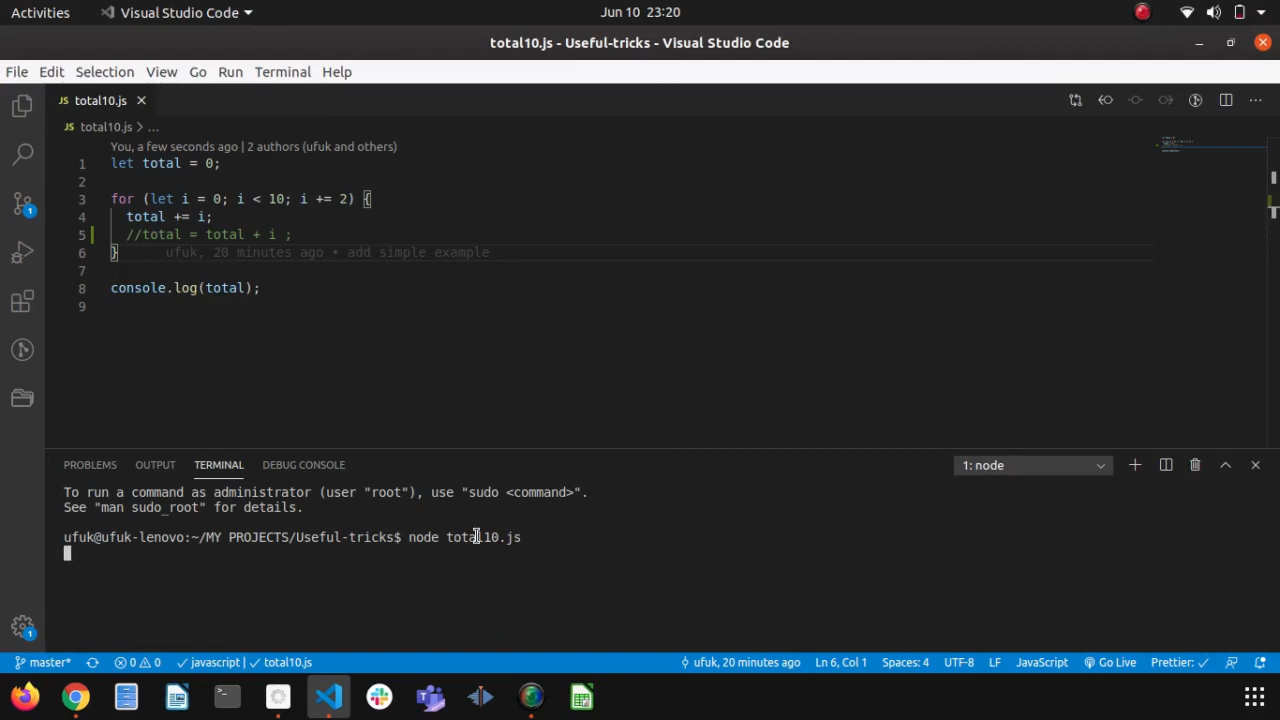 Activities
Visual Studio Code
Jun 10 23:20
total10.js - Useful-tricks - Visual Studio Code
File Edit Selection View Go Run Terminal Help
JS total10.js
JS total10.js > ...
You, a few seconds ago | 2 authors (ufuk and others)
1 let total = 0;
2
3 for (let i = 0; i < 10; i += 2) {
4 total += i;
5 //total = total + i ;
6 } ufuk, 20 minutes ago • add simple example
7
8 console.log(total);
9
1
PROBLEMS OUTPUT TERMINAL DEBUG CONSOLE 1: node
To run a command as administrator (user "root"), use "sudo <command>".
See "man sudo_root" for details.
ufuk@ufuk-lenovo:~/MY PROJECTS/Useful-tricks$ node total10.js
1
master* 0 0 javascript | total10.js ufuk, 20 minutes ago Ln 6, Col 1 Spaces: 4 UTF-8 LF JavaScript Go Live Prettier: